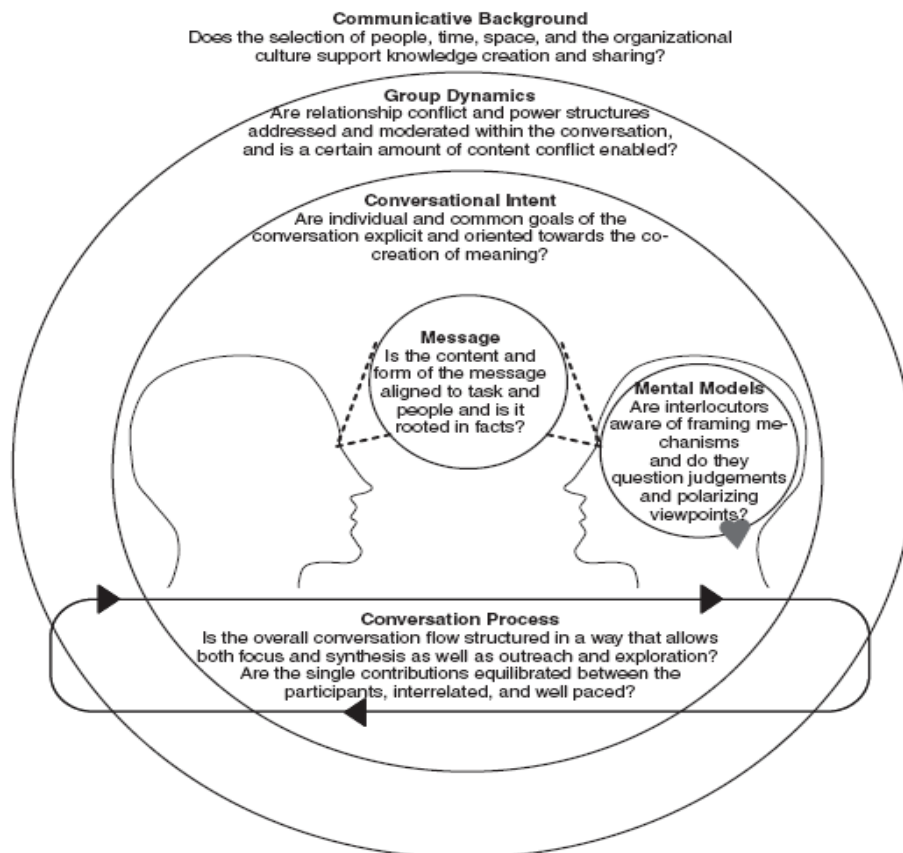 Communicative Background
Does the selection of people, time, space, and the organizational
culture support knowledge creation and sharing?
Group Dynamics
Are relationship conflict and power structures
addressed and moderated within the conversation,
and is a certain amount of content conflict enabled?
Conversational Intent
Are individual and common goals of the
conversation explicit and oriented towards the co-
creation of meaning?
Message
Is the content and
form of the message
aligned to task and
people and is it
rooted in facts?
Mental Models
Are interlocutors
aware of framing me-
chanisms
and do they
question judgements
and polarizing
viewpoints?
Conversation Process
Is the overall conversation flow structured in a way that allows
both focus and synthesis as well as outreach and exploration?
Are the single contributions equilibrated between the
participants, interrelated, and well paced?